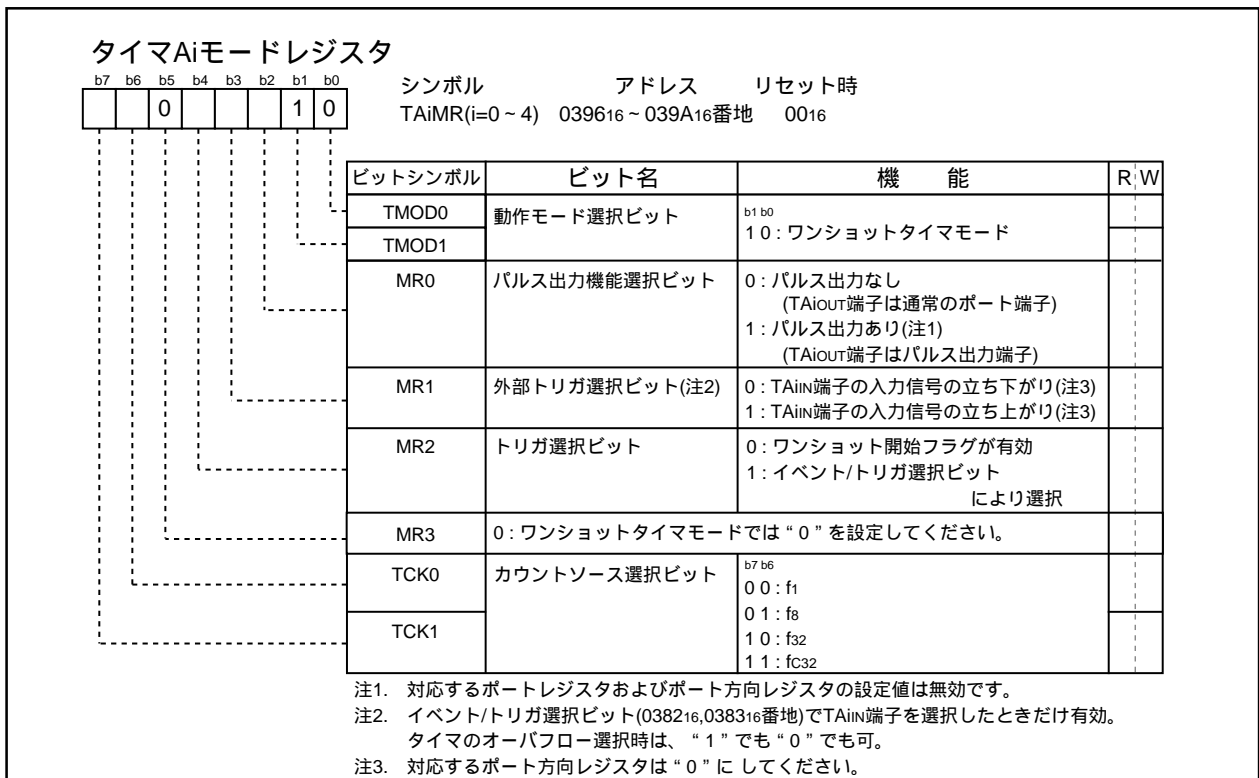 タイマAiモードレジスタ
b7 b6 b5 b4 b3 b2 b1 b0
0 1 0
シンボル アドレス リセット時
TAiMR(i=0～4) 039616～039A16番地 0016
ビットシンボル ビット名 機 能 R W
TMOD0 動作モード選択ビット b1 b0
TMOD1 1 0 : ワンショットタイマモード
MR0 パルス出力機能選択ビット 0 : パルス出力なし
(TAiOUT端子は通常のポート端子)
1 : パルス出力あり(注1)
(TAiOUT端子はパルス出力端子)
MR1 外部トリガ選択ビット(注2) 0 : TAiIN端子の入力信号の立ち下がり(注3)
1 : TAiIN端子の入力信号の立ち上がり(注3)
MR2 トリガ選択ビット 0 : ワンショット開始フラグが有効
1 : イベント/トリガ選択ビット
により選択
MR3 0 : ワンショットタイマモードでは“0”を設定してください。
TCK0 カウントソース選択ビット b7 b6
0 0 : f1
0 1 : f8
TCK1 1 0 : f32
1 1 : fC32
注1. 対応するポートレジスタおよびポート方向レジスタの設定値は無効です。
注2. イベント/トリガ選択ビット(038216,038316番地)でTAiIN端子を選択したときだけ有効。
タイマのオーバフロー選択時は、“1”でも“0”でも可。
注3. 対応するポート方向レジスタは“0”に してください。